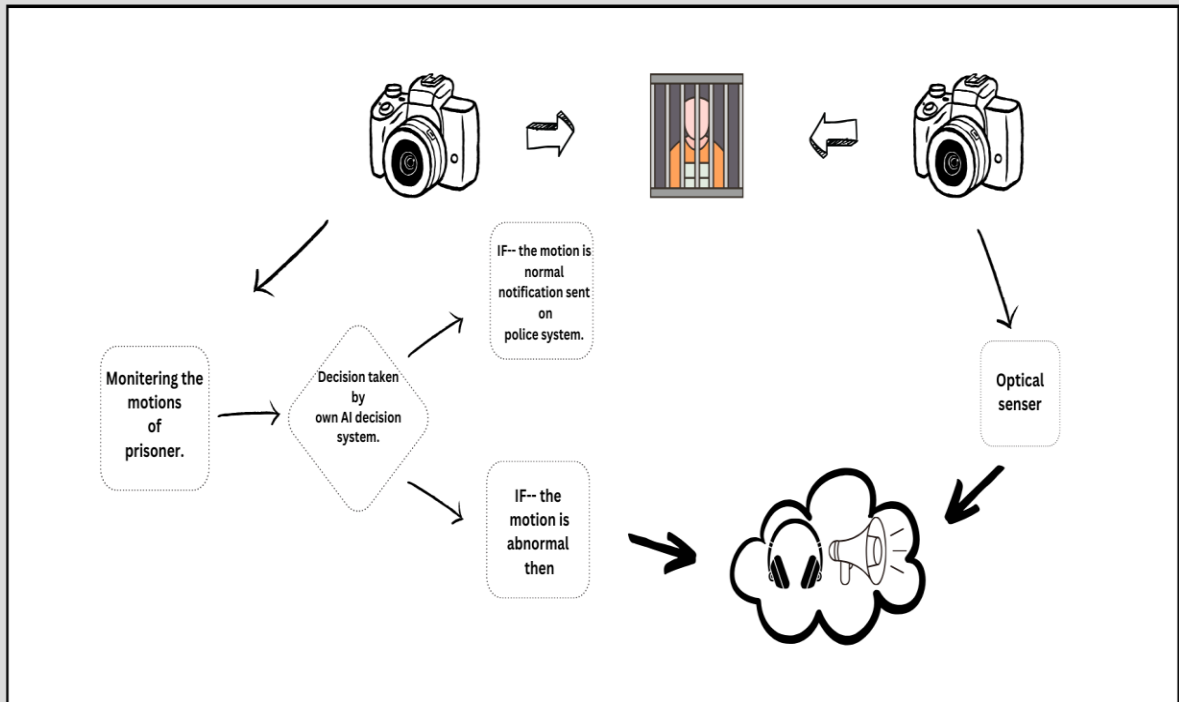 IF-- the motion is
normal
notification sent
on
police system.
Monitering the
motions
of
prisoner.
Decision taken
by
own AI decision
system.
Optical
senser
IF-- the
motion is
abnormal
then